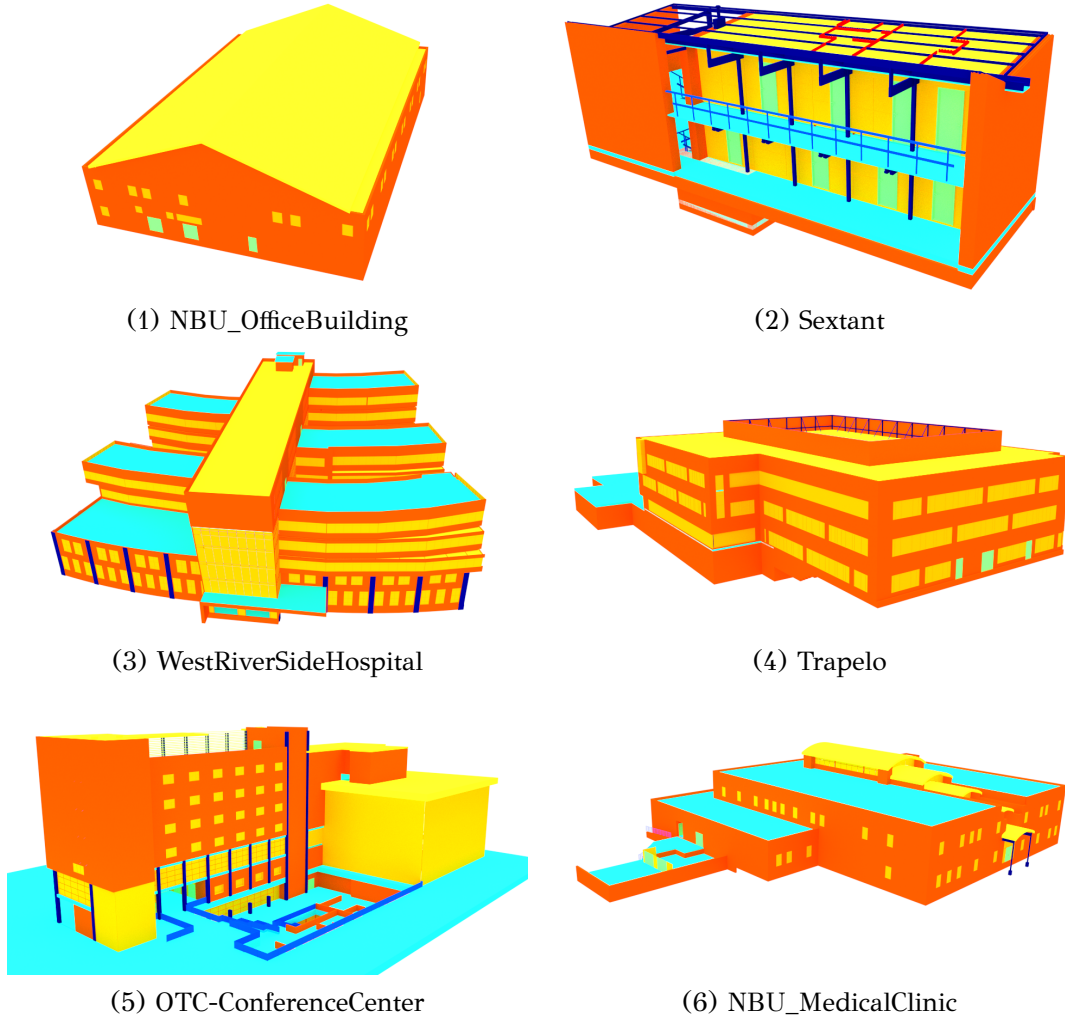 (1) NBU_OfficeBuilding
(2) Sextant
(3) WestRiverSideHospital
(4) Trapelo
(5) OTC-ConferenceCenter
(6) NBU_MedicalClinic